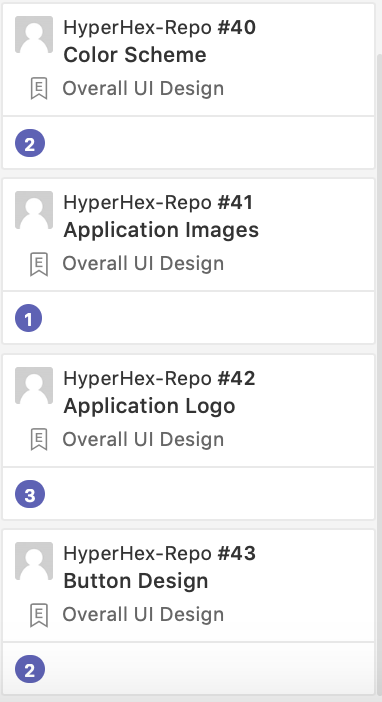 HyperHex-Repo #40
Color Scheme
E Overall UI Design
2
HyperHex-Repo #41
Application Images
E Overall UI Design
1
HyperHex-Repo #42
Application Logo
E Overall UI Design
3
HyperHex-Repo #43
Button Design
E Overall UI Design
2